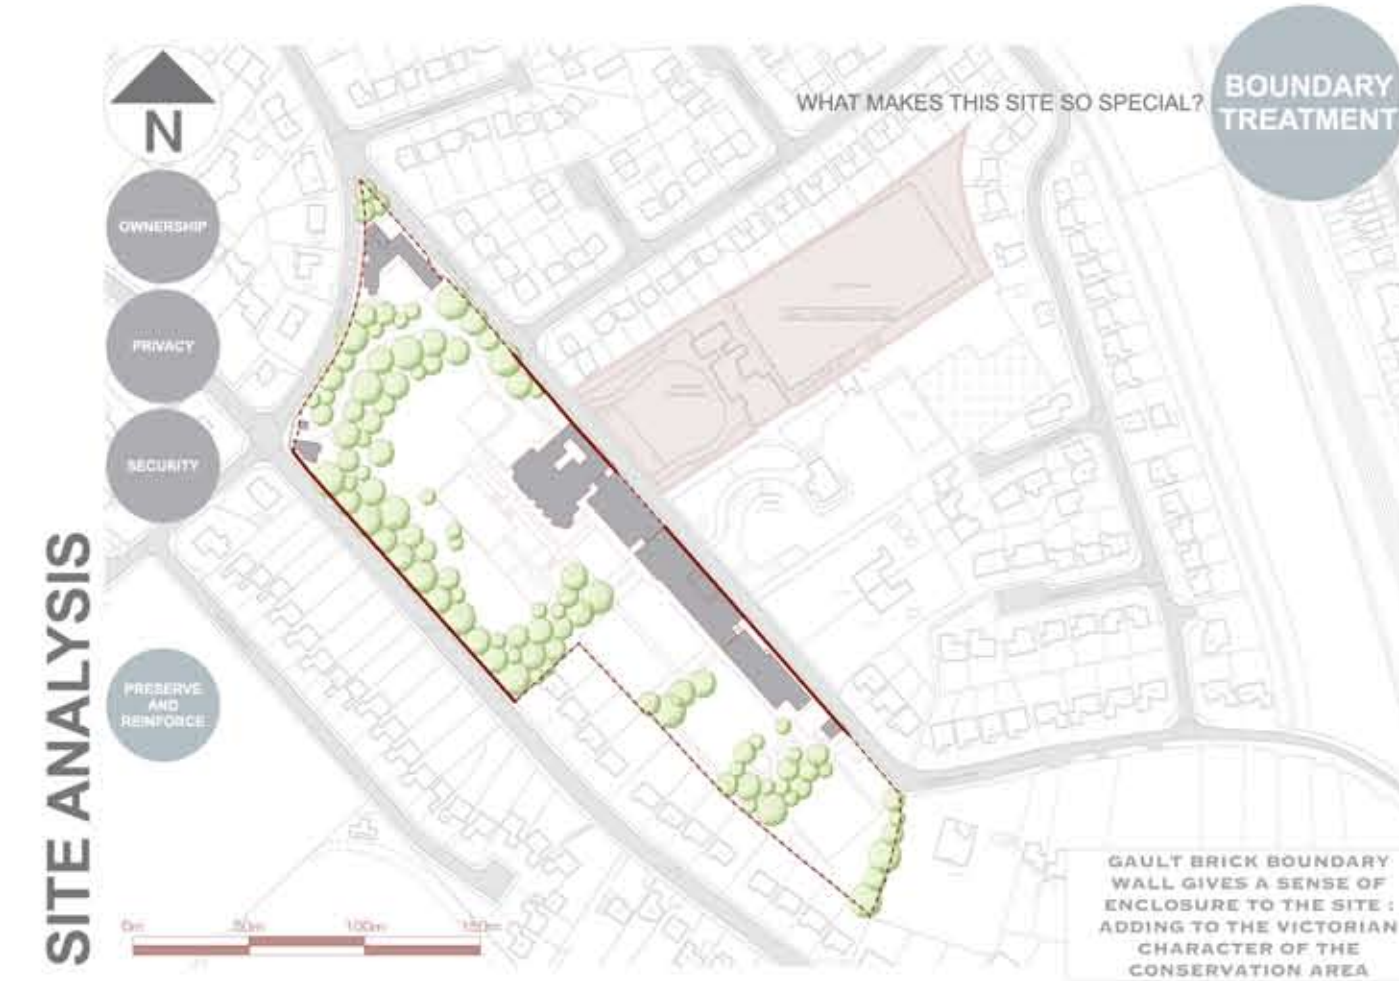 WHAT MAKES THIS SITE SO SPECIAL?
BOUNDARY
TREATMENT
N
OWNERSHIP
PRIVACY
SECURITY
SITE ANALYSIS
PRESERVE
AND
REINFORCE
0m 50m 100m 150m
GAULT BRICK BOUNDARY
WALL GIVES A SENSE OF
ENCLOSURE TO THE SITE :
ADDING TO THE VICTORIAN
CHARACTER OF THE
CONSERVATION AREA